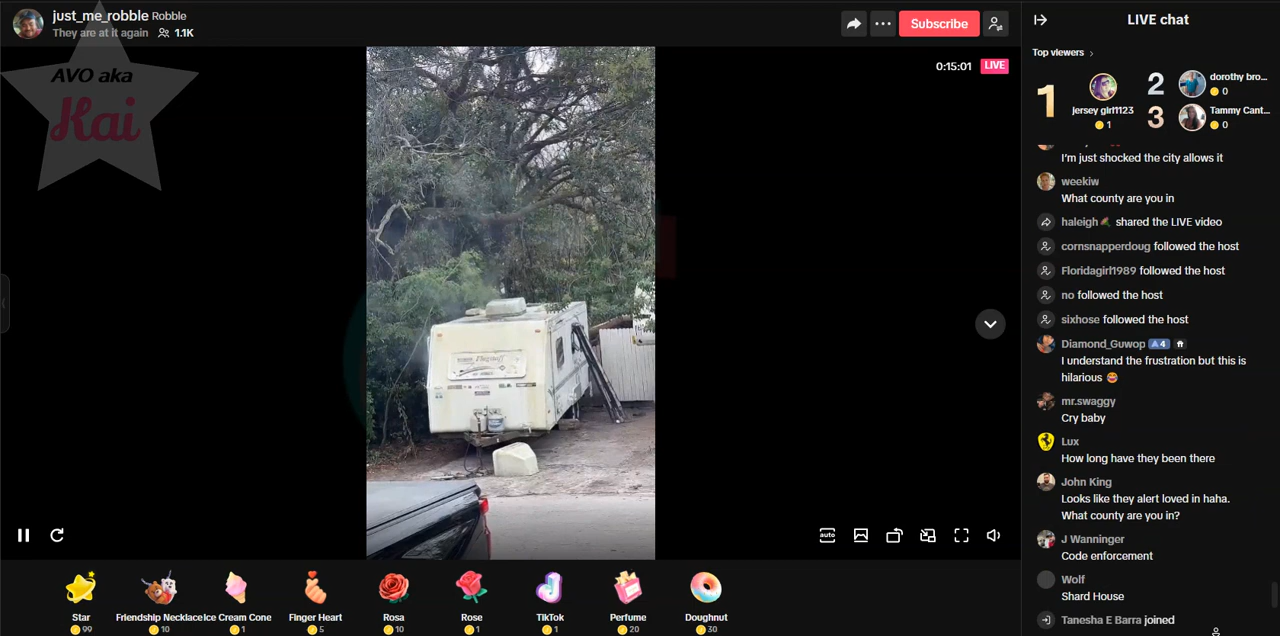 just_me_robble Robble
They are at it again 1.1K
Subscribe
AVO aka
Kai
0:15:01 LIVE
Flagstaff
auto
Star
99
Friendship Necklace
10
Ice Cream Cone
1
Finger Heart
5
Rosa
10
Rose
1
TikTok
1
Perfume
20
Doughnut
30
LIVE chat
Top viewers
1
jersey girl1123
1
2
dorothy bro...
0
3
Tammy Cant...
0
I'm just shocked the city allows it
weekiw
What county are you in
haleigh shared the LIVE video
cornsnapperdoug followed the host
Floridagirl1989 followed the host
no followed the host
sixhose followed the host
Diamond_Guwop 4
I understand the frustration but this is
hilarious 😅
mr.swaggy
Cry baby
Lux
How long have they been there
John King
Looks like they alert loved in haha.
What county are you in?
J Wanninger
Code enforcement
Wolf
Shard House
Tanesha E Barra joined